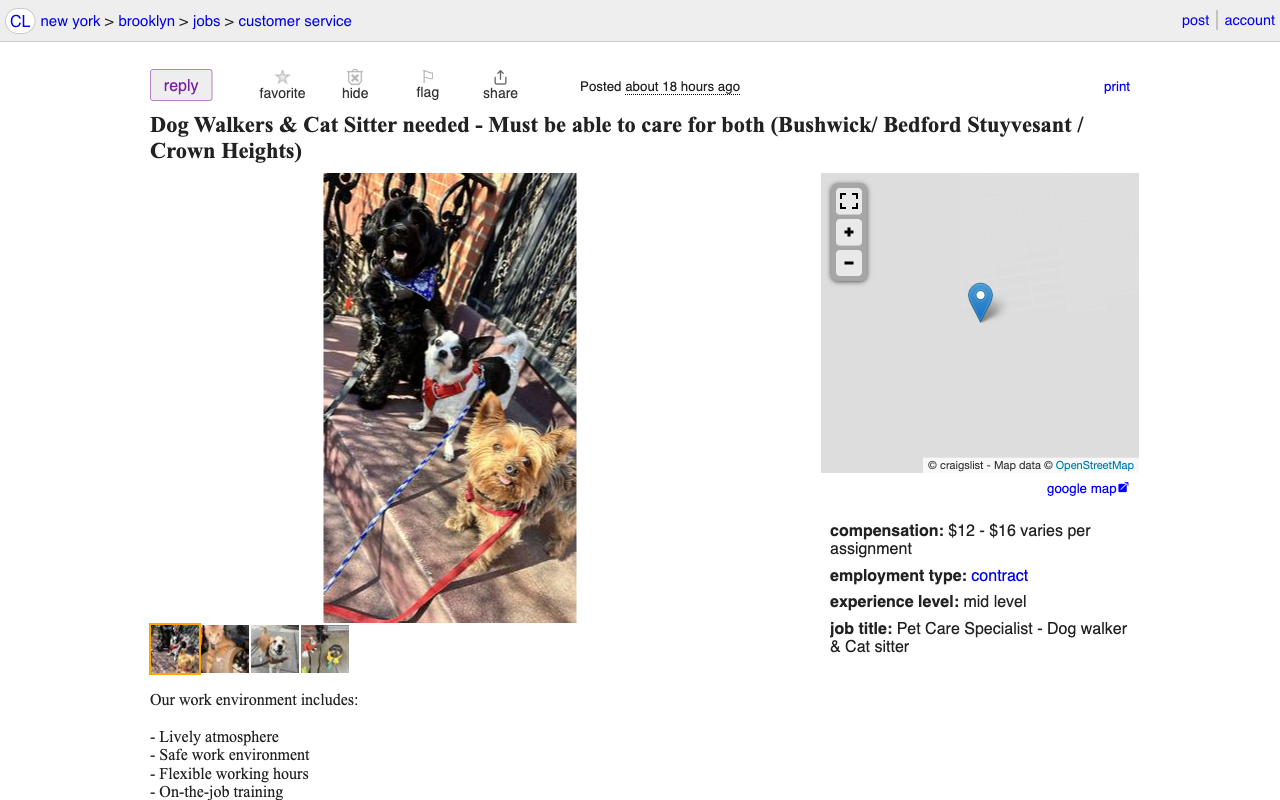 CL new york > brooklyn > jobs > customer service post account
reply favorite hide flag share Posted about 18 hours ago print
Dog Walkers & Cat Sitter needed - Must be able to care for both (Bushwick/ Bedford Stuyvesant /
Crown Heights)
+
−
© craigslist - Map data © OpenStreetMap
google map
compensation: $12 - $16 varies per
assignment
employment type: contract
experience level: mid level
job title: Pet Care Specialist - Dog walker
& Cat sitter
Our work environment includes:
- Lively atmosphere
- Safe work environment
- Flexible working hours
- On-the-job training